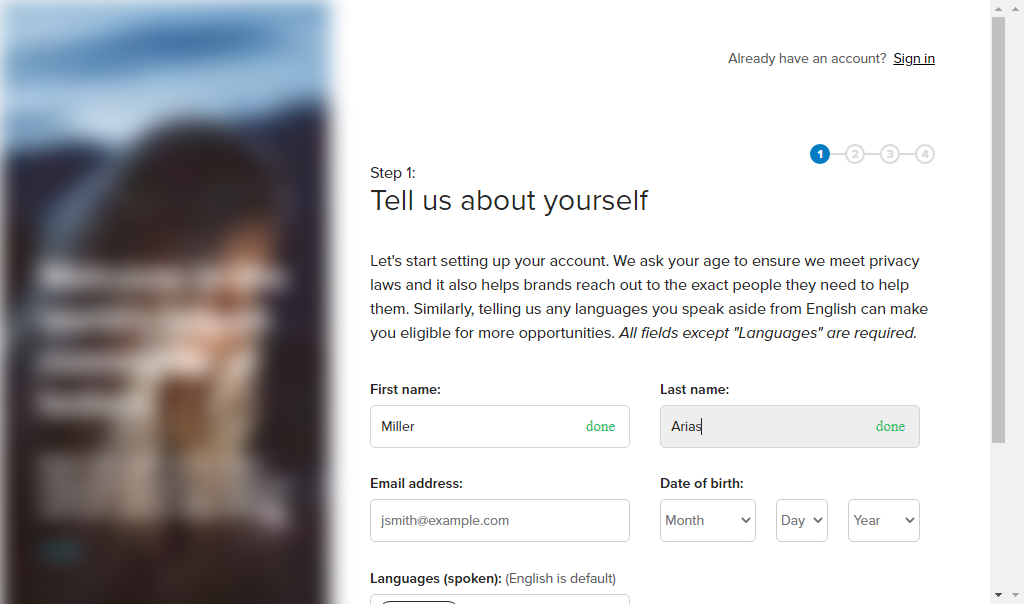 Already have an account? Sign in
1 2 3 4
Step 1:
Tell us about yourself
Let's start setting up your account. We ask your age to ensure we meet privacy
laws and it also helps brands reach out to the exact people they need to help
them. Similarly, telling us any languages you speak aside from English can make
you eligible for more opportunities. All fields except "Languages" are required.
First name: Last name:
Miller done Arias done
Email address: Date of birth:
jsmith@example.com Month Day Year
Languages (spoken): (English is default)